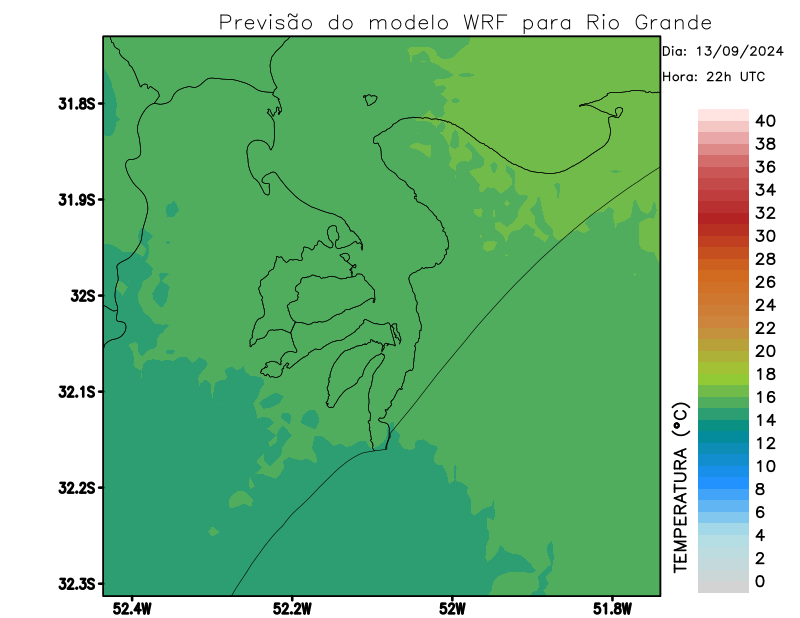 Previsão do modelo WRF para Rio Grande
Dia: 13/09/2024
Hora: 22h UTC
31.8S
31.9S
32S
32.1S
32.2S
32.3S
52.4W
52.2W
52W
51.8W
TEMPERATURA (°C)
40
38
36
34
32
30
28
26
24
22
20
18
16
14
12
10
8
6
4
2
0